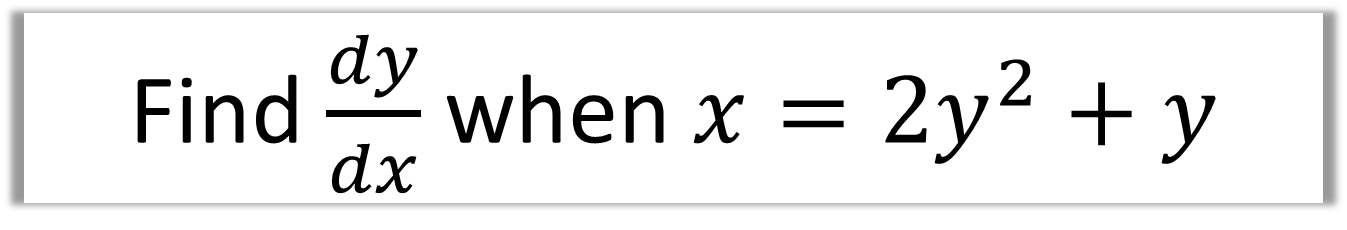 Find dy/dx when x = 2y² + y